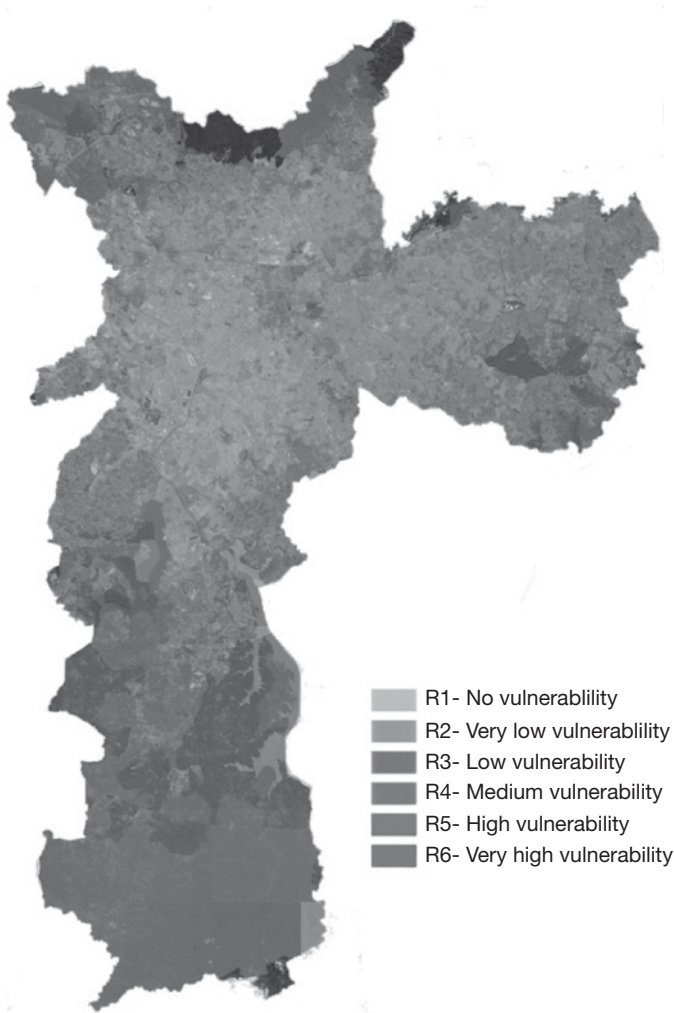 R1- No vulnerablility
R2- Very low vulnerablility
R3- Low vulnerability
R4- Medium vulnerability
R5- High vulnerability
R6- Very high vulnerability